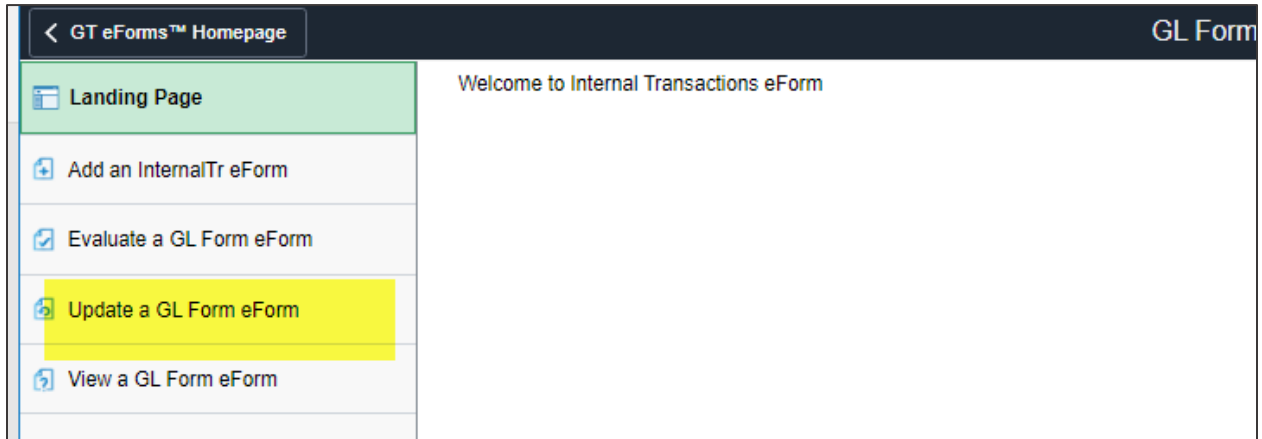 GT eForms™ Homepage
GL Form
Landing Page
Welcome to Internal Transactions eForm
Add an InternalTr eForm
Evaluate a GL Form eForm
Update a GL Form eForm
View a GL Form eForm